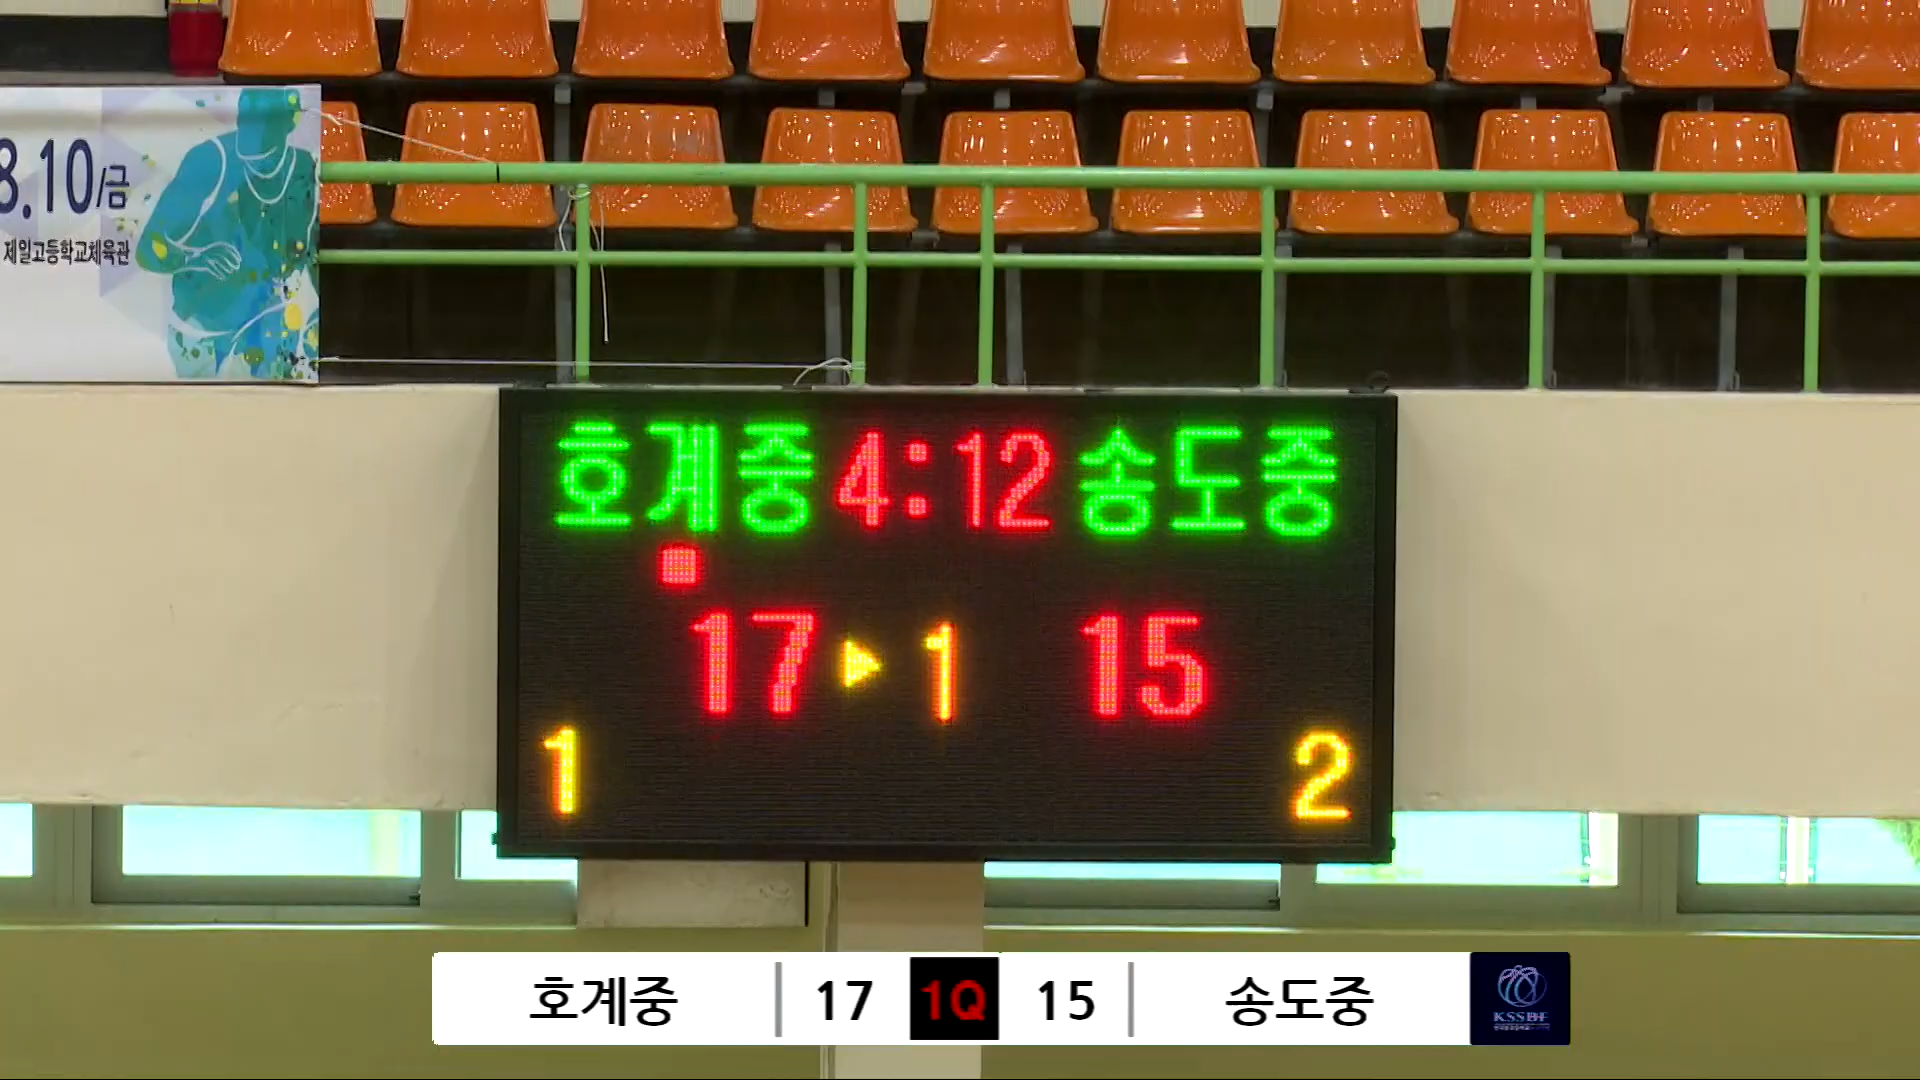 8.10/금
제일고등학교체육관
호계중 4:12 송도중
17 1 15
1 2
호계중 17 1Q 15 송도중
KSSBF